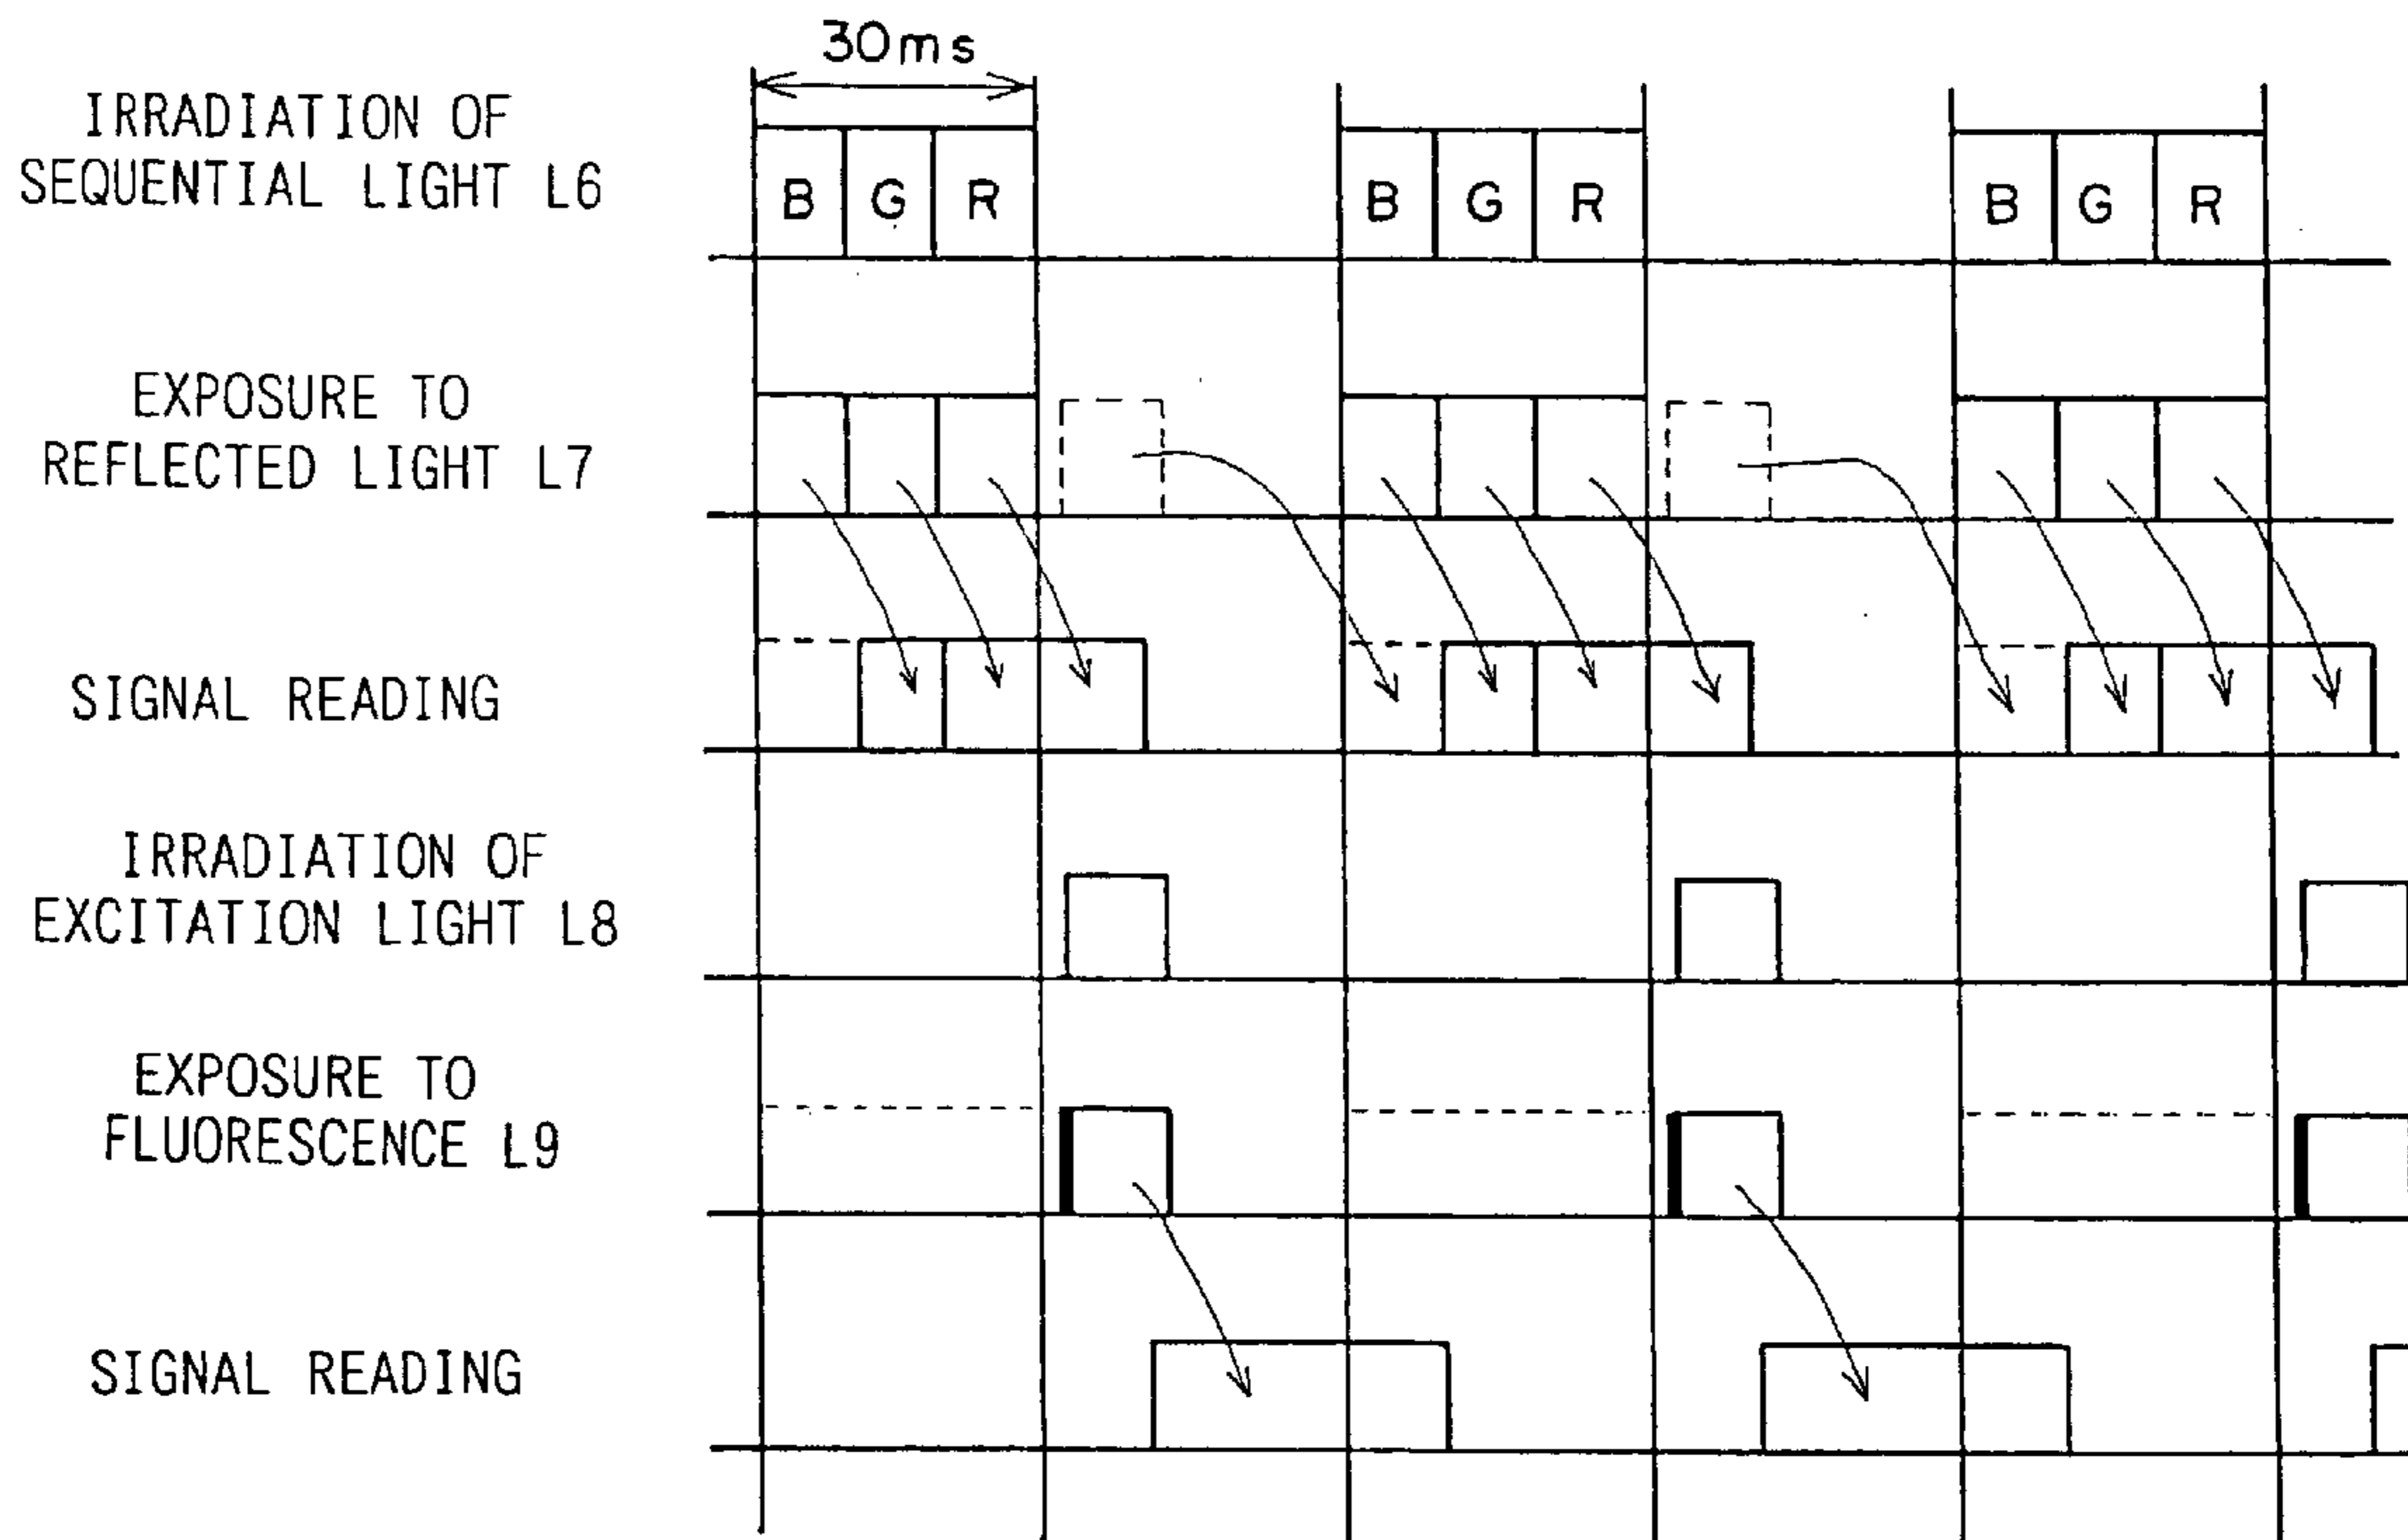 30ms
IRRADIATION OF
SEQUENTIAL LIGHT L6
B G R B G R B G R
EXPOSURE TO
REFLECTED LIGHT L7
SIGNAL READING
IRRADIATION OF
EXCITATION LIGHT L8
EXPOSURE TO
FLUORESCENCE L9
SIGNAL READING